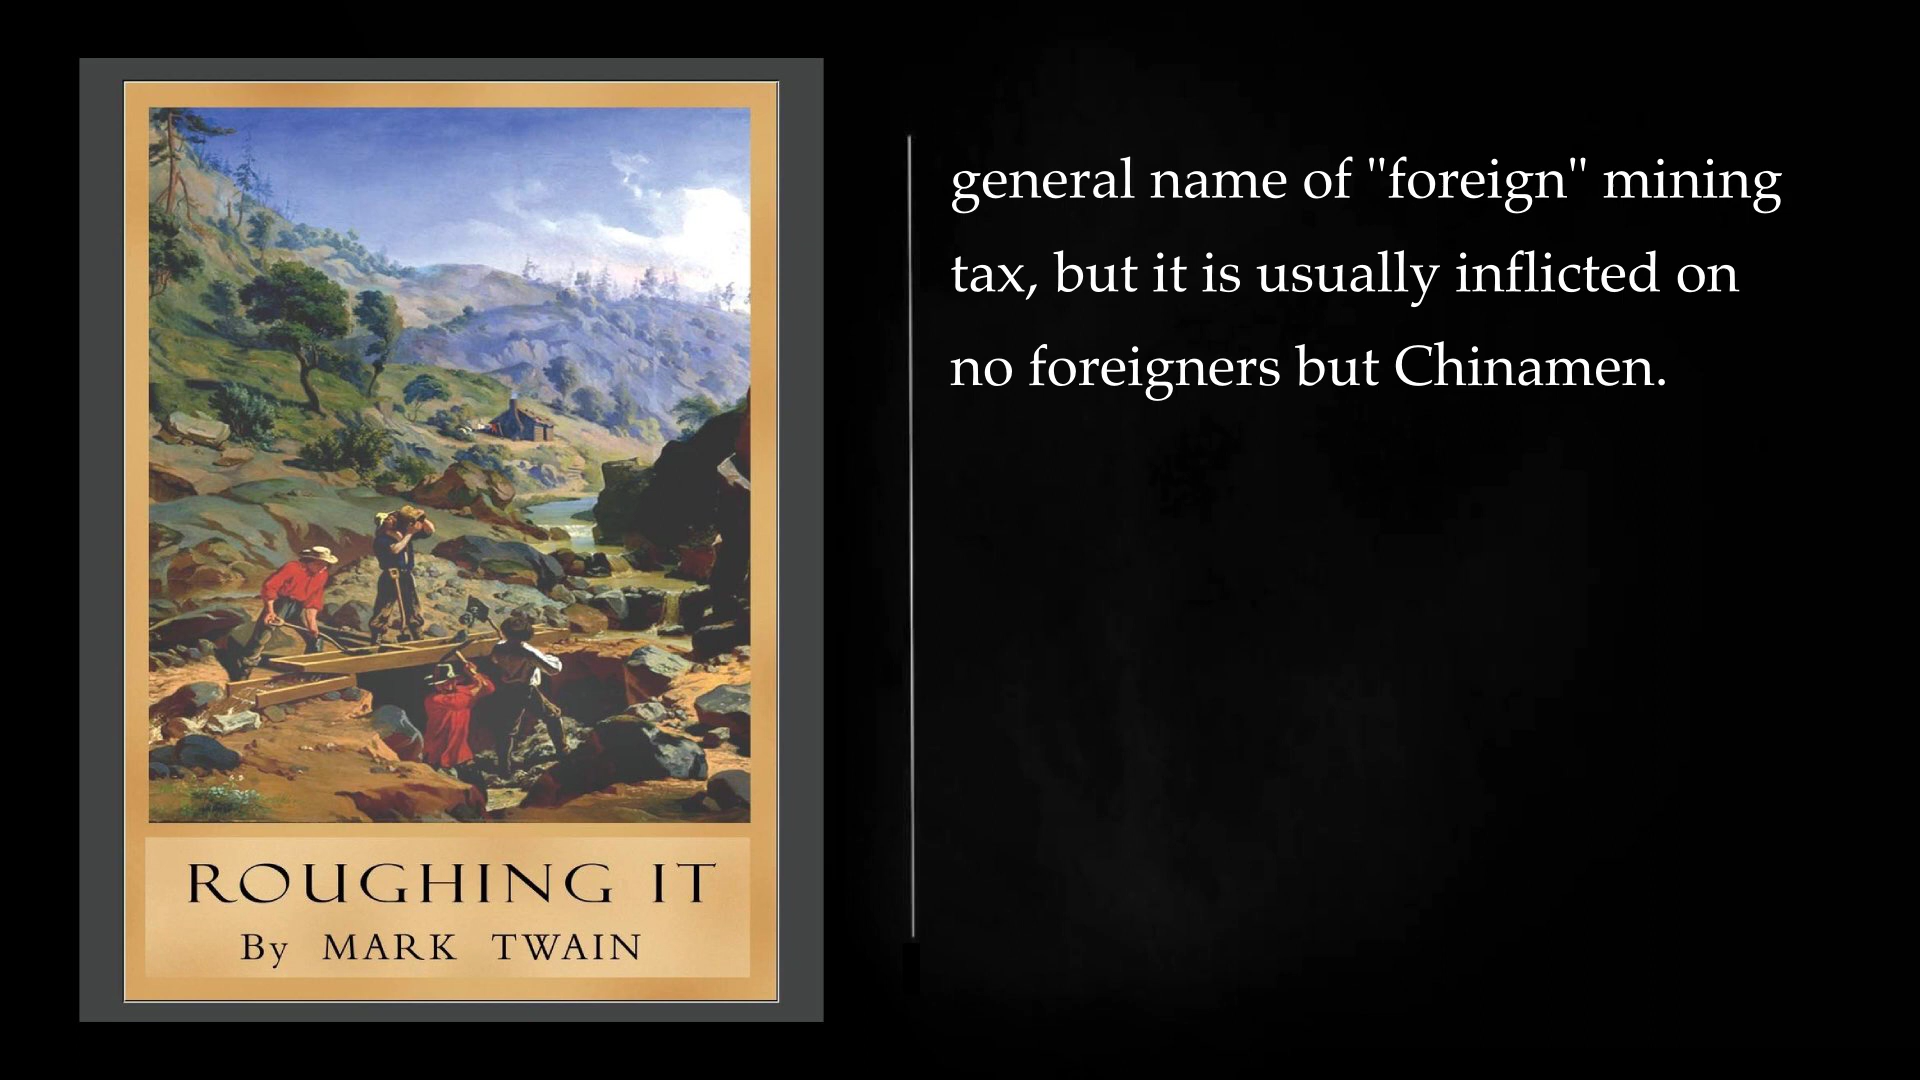 ROUGHING IT
By MARK TWAIN
general name of "foreign" mining
tax, but it is usually inflicted on
no foreigners but Chinamen.